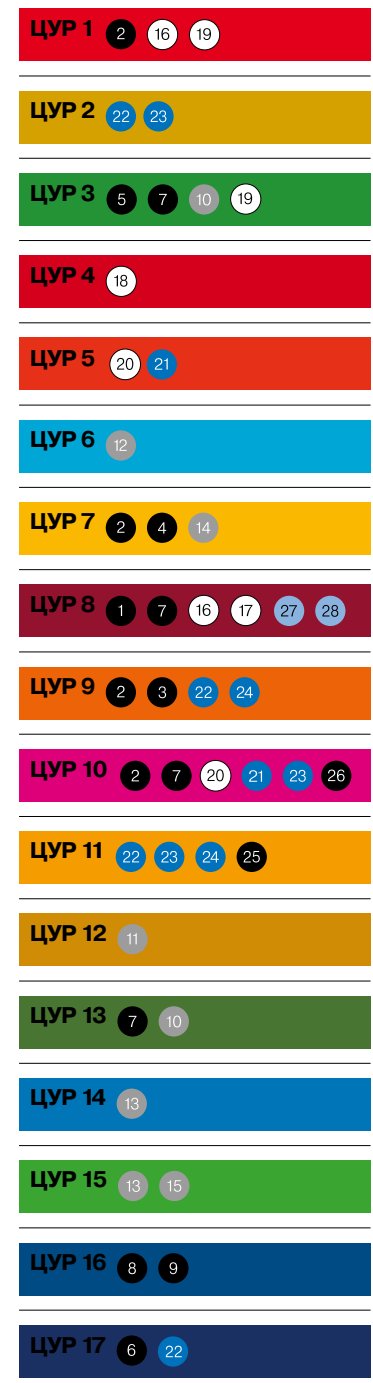 ЦУР 1 2 16 19
ЦУР 2 22 23
ЦУР 3 5 7 10 19
ЦУР 4 18
ЦУР 5 20 21
ЦУР 6 12
ЦУР 7 2 4 14
ЦУР 8 1 7 16 17 27 28
ЦУР 9 2 3 22 24
ЦУР 10 2 7 20 21 23 26
ЦУР 11 22 23 24 25
ЦУР 12 11
ЦУР 13 7 10
ЦУР 14 13
ЦУР 15 13 15
ЦУР 16 8 9
ЦУР 17 6 22